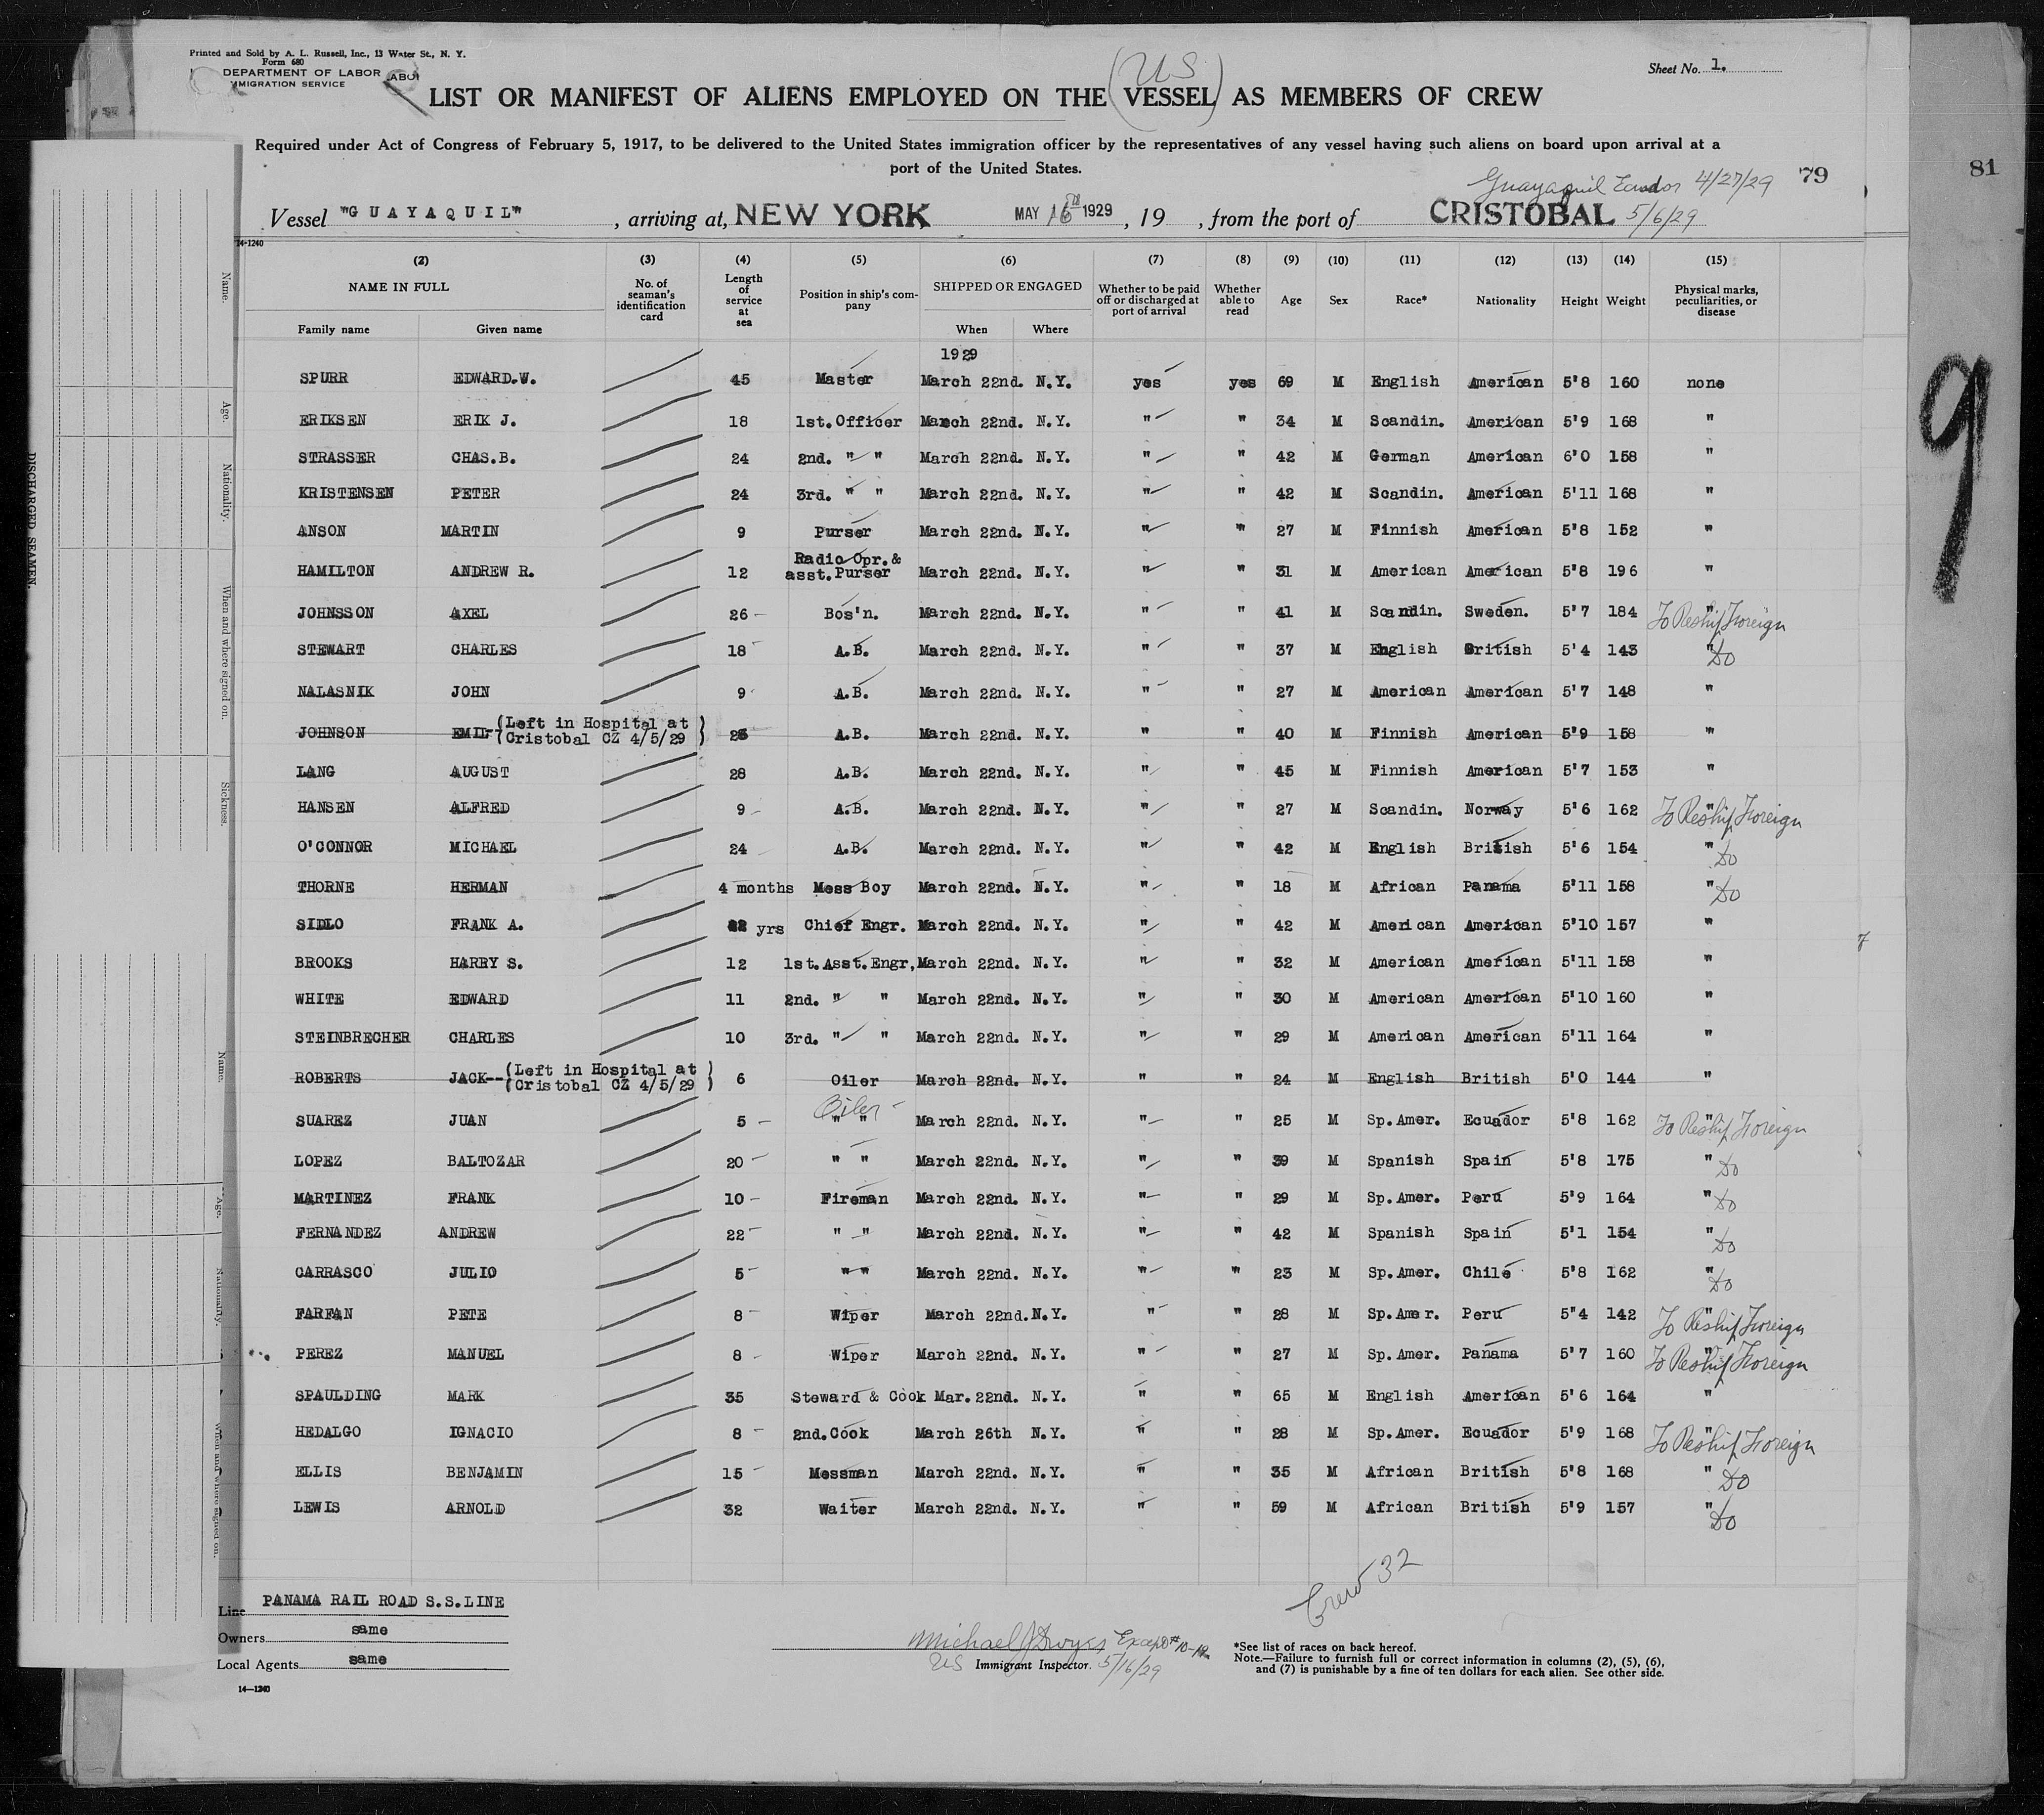 Printed and Sold by A. L. Russell, Inc., 13 Water St., N. Y.
Form 680
DEPARTMENT OF LABOR
IMMIGRATION SERVICE
Sheet No. 1.
(US)
LIST OR MANIFEST OF ALIENS EMPLOYED ON THE VESSEL AS MEMBERS OF CREW
Required under Act of Congress of February 5, 1917, to be delivered to the United States immigration officer by the representatives of any vessel having such aliens on board upon arrival at a
port of the United States.
Guayaquil Ecuador 4/27/29 79
81
Vessel "GUAYAQUIL", arriving at, NEW YORK MAY 16th 1929, 19 , from the port of CRISTOBAL 5/6/29
14-1240
(2) (3) (4) (5) (6) (7) (8) (9) (10) (11) (12) (13) (14) (15)
NAME IN FULL No. of seaman's identification card Length of service at sea Position in ship's company SHIPPED OR ENGAGED Whether to be paid off or discharged at port of arrival Whether able to read Age Sex Race* Nationality Height Weight Physical marks, peculiarities, or disease
Family name Given name When Where
1929
SPURR EDWARD.W. 45 Master March 22nd. N.Y. yes yes 69 M English American 5'8 160 none
ERIKSEN ERIK J. 18 1st.Officer March 22nd. N.Y. " " 34 M Scandin. American 5'9 168 "
STRASSER CHAS.B. 24 2nd. " " March 22nd. N.Y. " " 42 M German American 6'0 158 "
KRISTENSEN PETER 24 3rd. " " March 22nd. N.Y. " " 42 M Scandin. American 5'11 168 "
ANSON MARTIN 9 Purser March 22nd. N.Y. " " 27 M Finnish American 5'8 152 "
HAMILTON ANDREW R. 12 Radio Opr.& asst.Purser March 22nd. N.Y. " " 31 M American American 5'8 196 "
JOHNSSON AXEL 26 Bos'n. March 22nd. N.Y. " " 41 M Scandin. Sweden. 5'7 184 " To Reship Foreign
STEWART CHARLES 18 A.B. March 22nd. N.Y. " " 37 M English British 5'4 143 " Do
NALASNIK JOHN 9 A.B. March 22nd. N.Y. " " 27 M American American 5'7 148 "
JOHNSON EMIL-(Left in Hospital at Cristobal CZ 4/5/29) A.B. March 22nd. N.Y. " " 40 M Finnish American 5'9 158 "
LANG AUGUST 28 A.B. March 22nd. N.Y. " " 45 M Finnish American 5'7 153 "
HANSEN ALFRED 9 A.B. March 22nd. N.Y. " " 27 M Scandin. Norway 5'6 162 " To Reship Foreign
O'CONNOR MICHAEL 24 A.B. March 22nd. N.Y. " " 42 M English British 5'6 154 " Do
THORNE HERMAN 4 months Mess Boy March 22nd. N.Y. " " 18 M African Panama 5'11 158 " Do
SIDLO FRANK A. yrs Chief Engr. March 22nd. N.Y. " " 42 M American American 5'10 157 "
BROOKS HARRY S. 12 1st.Asst.Engr, March 22nd. N.Y. " " 32 M American American 5'11 158 "
WHITE EDWARD 11 2nd. " " March 22nd. N.Y. " " 30 M American American 5'10 160 "
STEINBRECHER CHARLES 10 3rd. " " March 22nd. N.Y. " " 29 M American American 5'11 164 "
ROBERTS JACK--(Left in Hospital at Cristobal CZ 4/5/29) 6 Oiler March 22nd. N.Y. " " 24 M English British 5'0 144 "
SUAREZ JUAN 5 Oiler " " March 22nd. N.Y. " " 25 M Sp.Amer. Ecuador 5'8 162 " To Reship Foreign
LOPEZ BALTOZAR 20 " " March 22nd. N.Y. " " 39 M Spanish Spain 5'8 175 " Do
MARTINEZ FRANK 10 Fireman March 22nd. N.Y. " " 29 M Sp.Amer. Peru 5'9 164 " Do
FERNANDEZ ANDREW 22 " " March 22nd. N.Y. " " 42 M Spanish Spain 5'1 154 " Do
CARRASCO JULIO 5 " " March 22nd. N.Y. " " 23 M Sp.Amer. Chile 5'8 162 " Do
FARFAN PETE 8 Wiper March 22nd. N.Y. " " 28 M Sp.Amer. Peru 5"4 142 " To Reship Foreign
PEREZ MANUEL 8 Wiper March 22nd. N.Y. " " 27 M Sp.Amer. Panama 5'7 160 " To Reship Foreign
SPAULDING MARK 35 Steward & Cook Mar. 22nd. N.Y. " " 65 M English American 5'6 164 "
HEDALGO IGNACIO 8 2nd.Cook March 26th N.Y. " " 28 M Sp.Amer. Ecuador 5'9 168 " To Reship Foreign
ELLIS BENJAMIN 15 Messman March 22nd. N.Y. " " 35 M African British 5'8 168 " Do
LEWIS ARNOLD 32 Waiter March 22nd. N.Y. " " 59 M African British 5'9 157 " Do
Crew 32
Line PANAMA RAIL ROAD S.S.LINE
Owners same
Local Agents same
14—1240
US Immigrant Inspector. 5/16/29
*See list of races on back hereof.
Note.—Failure to furnish full or correct information in columns (2), (5), (6),
and (7) is punishable by a fine of ten dollars for each alien. See other side.
9
DISCHARGED SEAMEN.
Name.
Age.
Nationality.
When and where signed on.
Sickness.
Name.
Age.
Nationality.
When and where signed on.